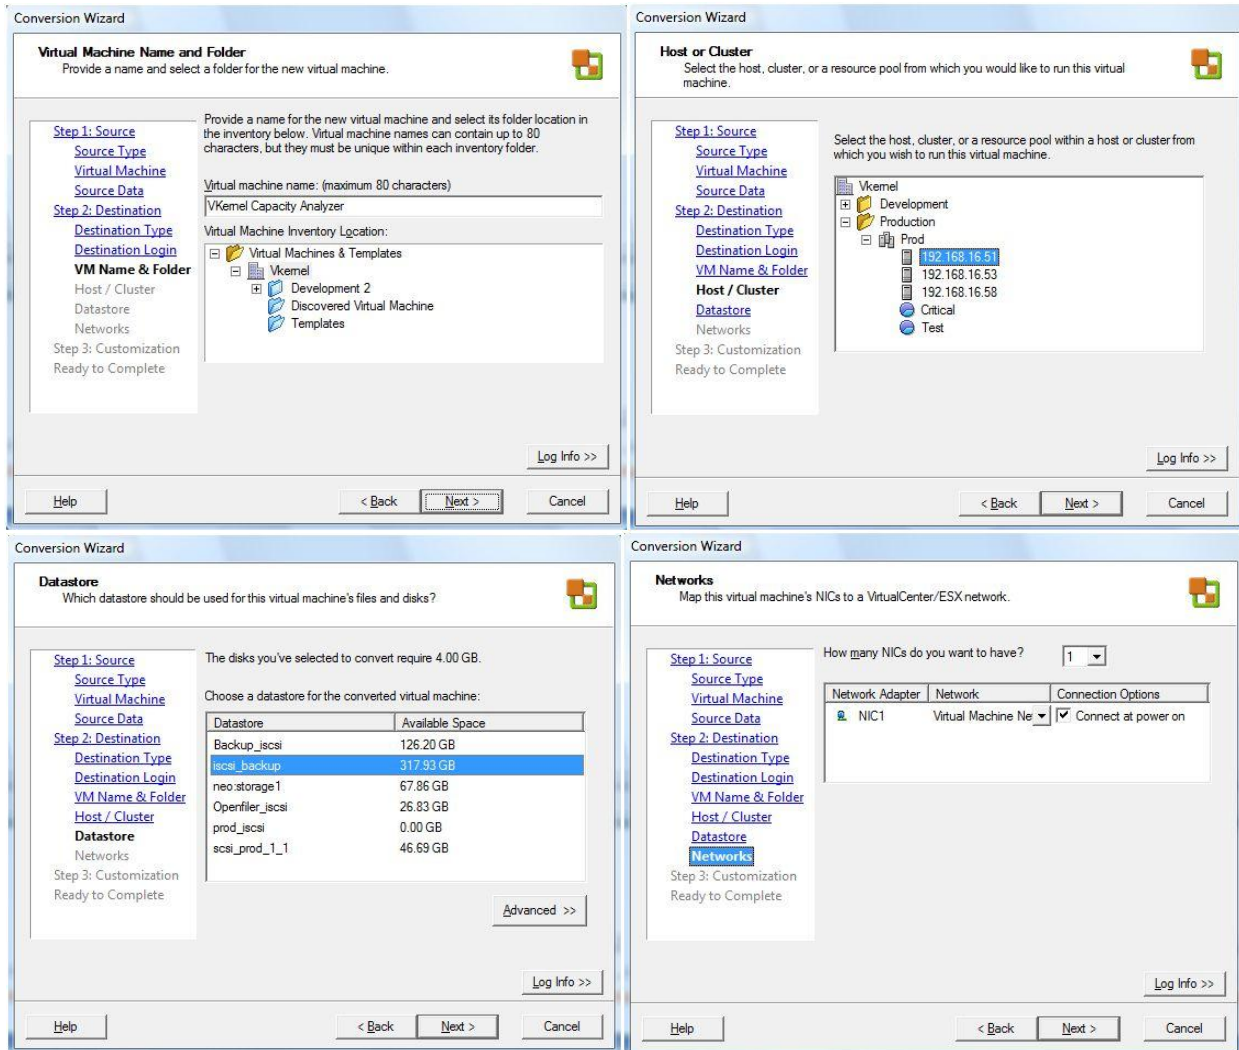 Conversion Wizard
Virtual Machine Name and Folder
Provide a name and select a folder for the new virtual machine.
Step 1: Source
Source Type
Virtual Machine
Source Data
Step 2: Destination
Destination Type
Destination Login
VM Name & Folder
Host / Cluster
Datastore
Networks
Step 3: Customization
Ready to Complete
Provide a name for the new virtual machine and select its folder location in
the inventory below. Virtual machine names can contain up to 80
characters, but they must be unique within each inventory folder.
Virtual machine name: (maximum 80 characters)
VKernel Capacity Analyzer
Virtual Machine Inventory Location:
Virtual Machines & Templates
Vkernel
Development 2
Discovered Virtual Machine
Templates
Log Info >>
Help
< Back
Next >
Cancel
Conversion Wizard
Host or Cluster
Select the host, cluster, or a resource pool from which you would like to run this virtual
machine.
Step 1: Source
Source Type
Virtual Machine
Source Data
Step 2: Destination
Destination Type
Destination Login
VM Name & Folder
Host / Cluster
Datastore
Networks
Step 3: Customization
Ready to Complete
Select the host, cluster, or a resource pool within a host or cluster from
which you wish to run this virtual machine.
Vkernel
Development
Production
Prod
192.168.16.51
192.168.16.53
192.168.16.58
Critical
Test
Log Info >>
Help
< Back
Next >
Cancel
Conversion Wizard
Datastore
Which datastore should be used for this virtual machine's files and disks?
Step 1: Source
Source Type
Virtual Machine
Source Data
Step 2: Destination
Destination Type
Destination Login
VM Name & Folder
Host / Cluster
Datastore
Networks
Step 3: Customization
Ready to Complete
The disks you've selected to convert require 4.00 GB.
Choose a datastore for the converted virtual machine:
Datastore Available Space
Backup_iscsi 126.20 GB
iscsi_backup 317.93 GB
neo:storage1 67.86 GB
Openfiler_iscsi 26.83 GB
prod_iscsi 0.00 GB
scsi_prod_1_1 46.69 GB
Advanced >>
Log Info >>
Help
< Back
Next >
Cancel
Conversion Wizard
Networks
Map this virtual machine's NICs to a VirtualCenter/ESX network.
Step 1: Source
Source Type
Virtual Machine
Source Data
Step 2: Destination
Destination Type
Destination Login
VM Name & Folder
Host / Cluster
Datastore
Networks
Step 3: Customization
Ready to Complete
How many NICs do you want to have? 1
Network Adapter Network Connection Options
NIC1 Virtual Machine Ne Connect at power on
Log Info >>
Help
< Back
Next >
Cancel